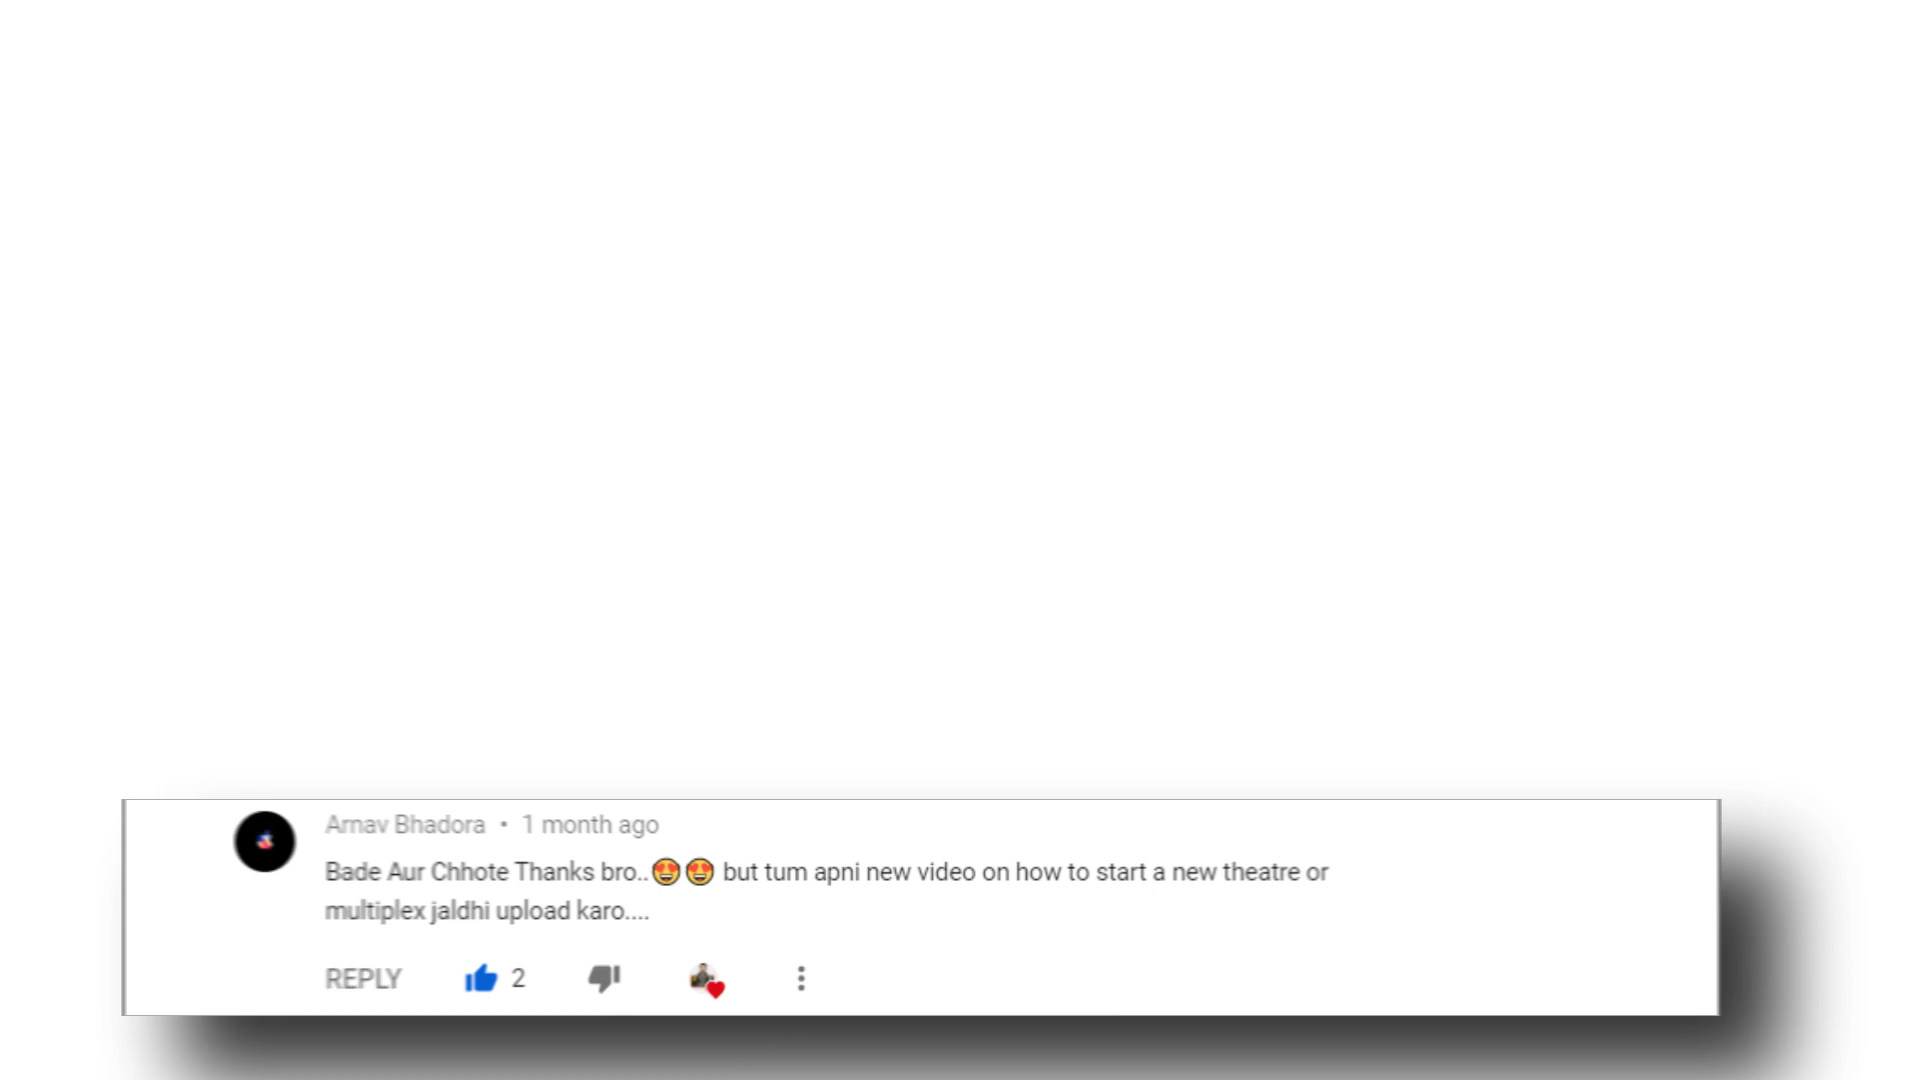 Arnav Bhadora • 1 month ago
Bade Aur Chhote Thanks bro..😍😍 but tum apni new video on how to start a new theatre or
multiplex jaldhi upload karo....
REPLY 2